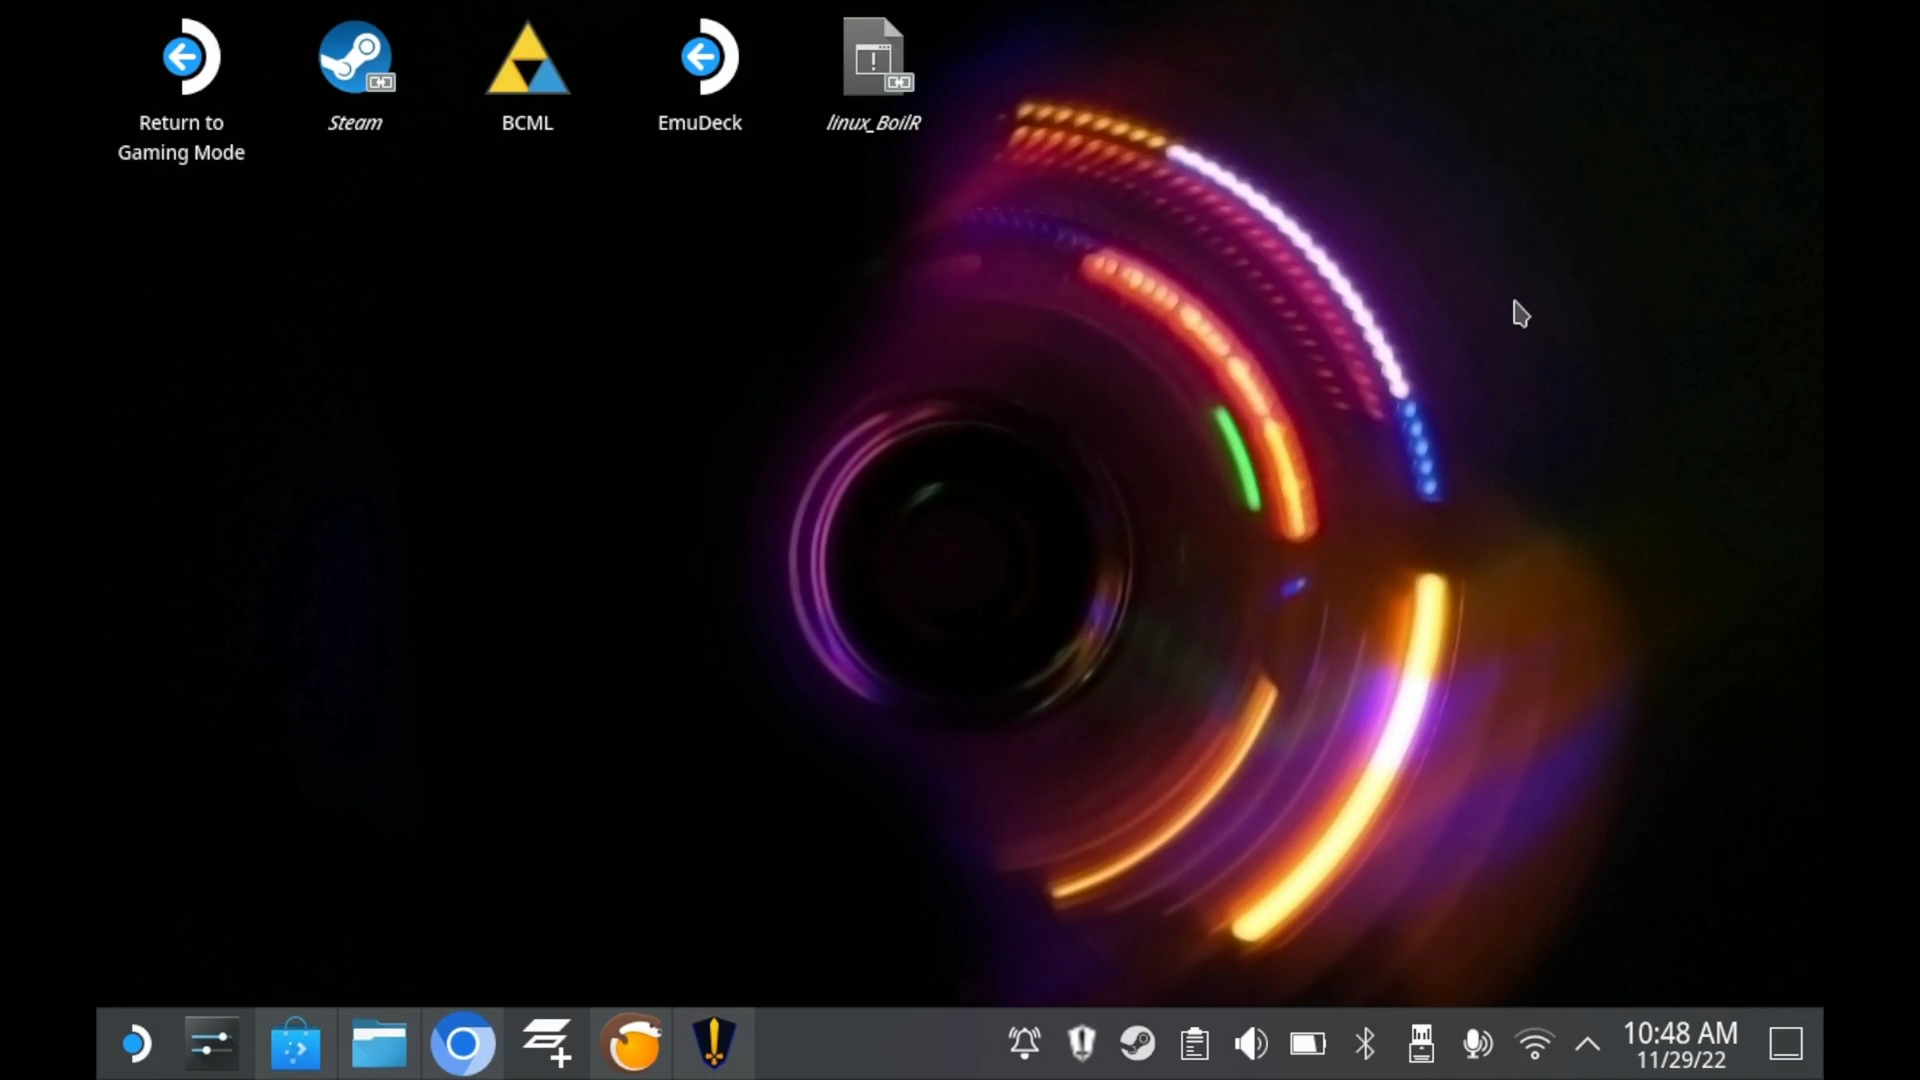 Return to
Gaming Mode
Steam
BCML
EmuDeck
linux_BoilR
10:48 AM
11/29/22